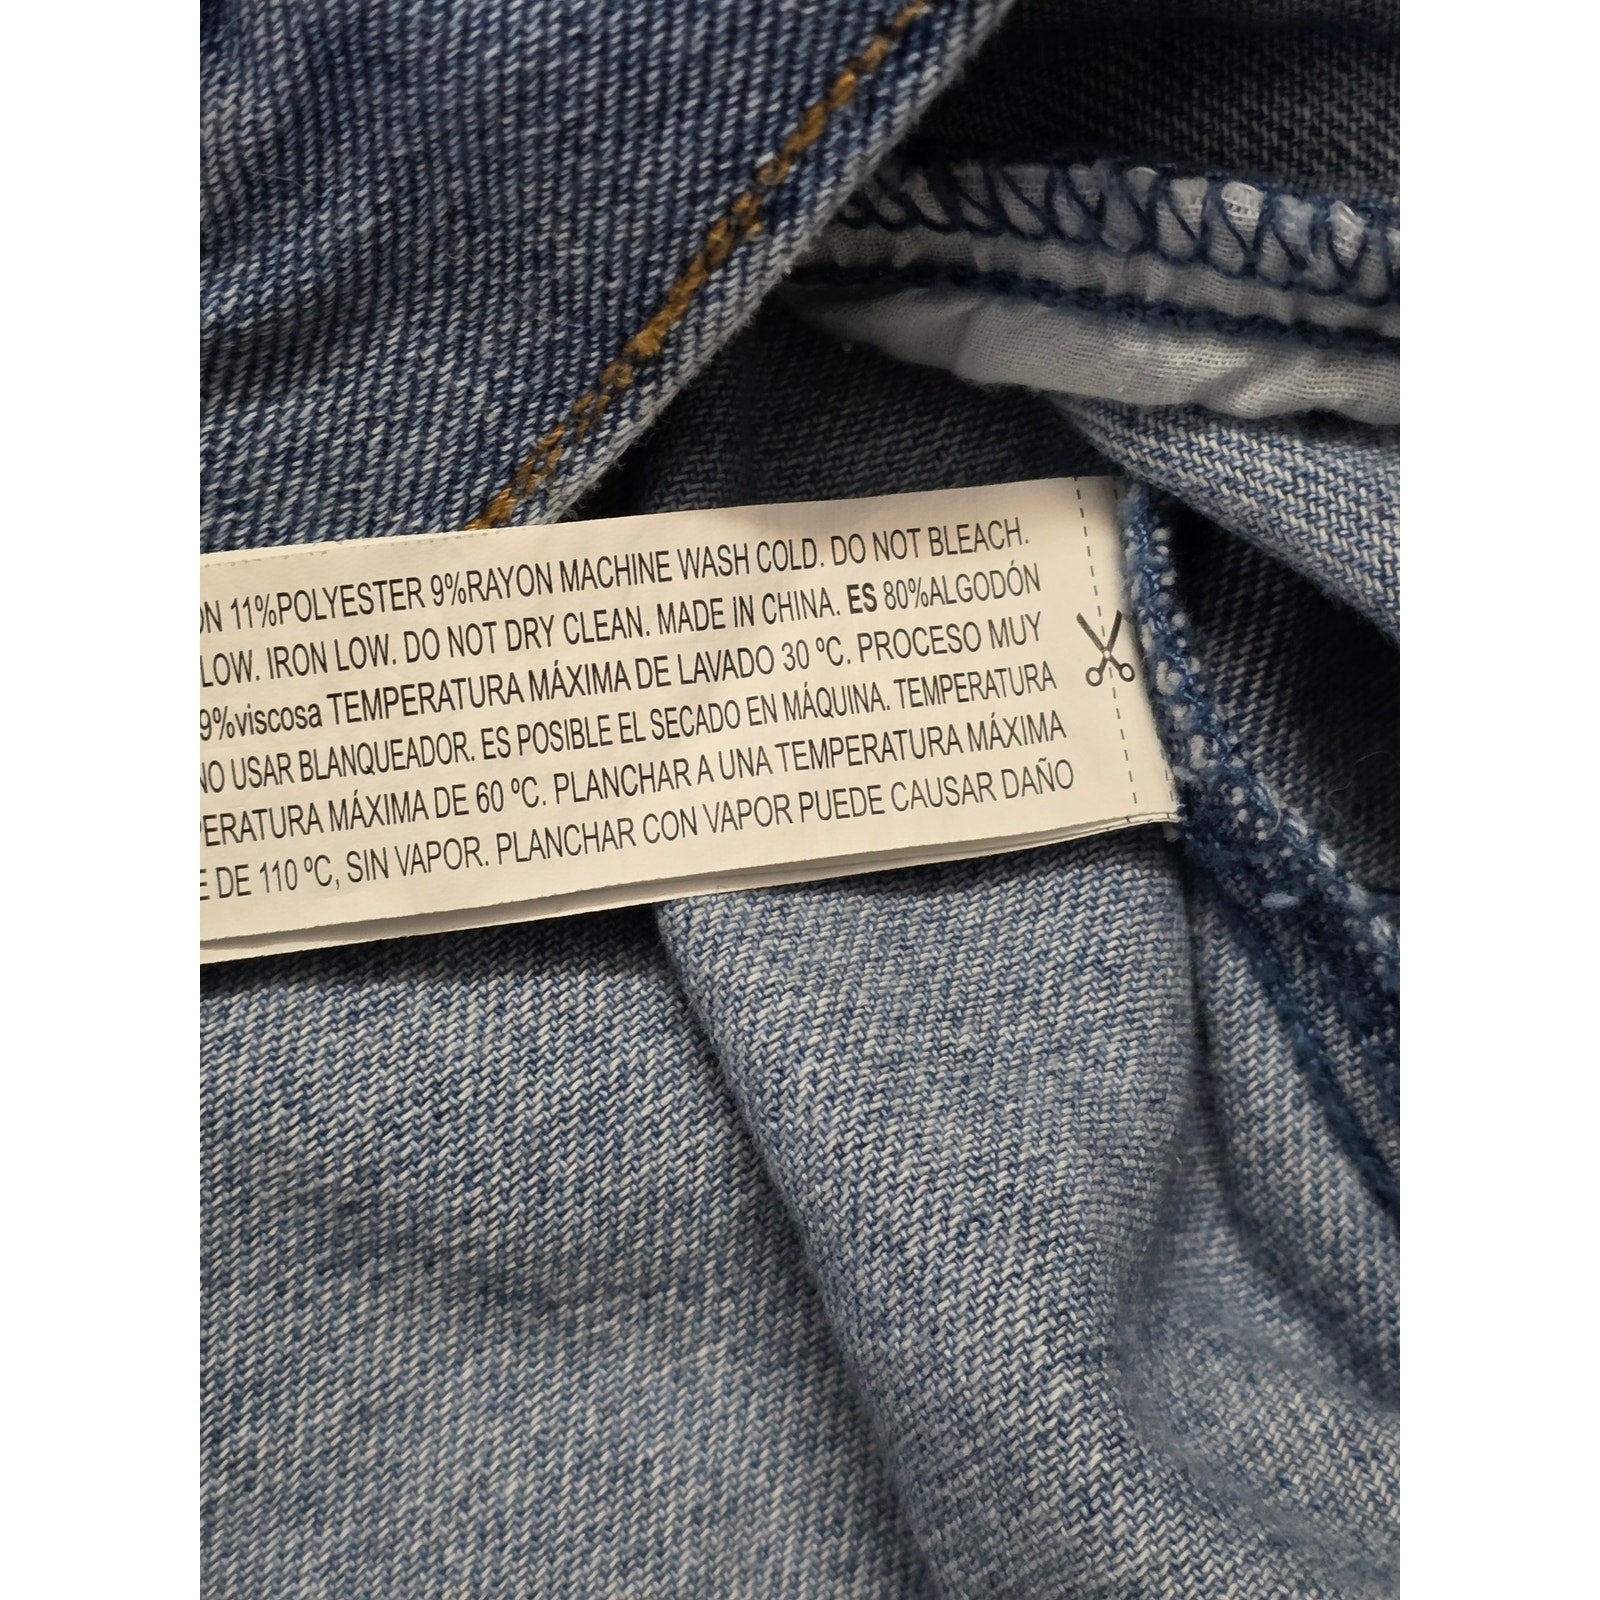 11%POLYESTER 9%RAYON MACHINE WASH COLD. DO NOT BLEACH.
LOW. IRON LOW. DO NOT DRY CLEAN. MADE IN CHINA. ES 80%ALGODÓN
9%viscosa TEMPERATURA MÁXIMA DE LAVADO 30 ºC. PROCESO MUY
NO USAR BLANQUEADOR. ES POSIBLE EL SECADO EN MÁQUINA. TEMPERATURA
PERATURA MÁXIMA DE 60 ºC. PLANCHAR A UNA TEMPERATURA MÁXIMA
DE 110 ºC, SIN VAPOR. PLANCHAR CON VAPOR PUEDE CAUSAR DAÑO